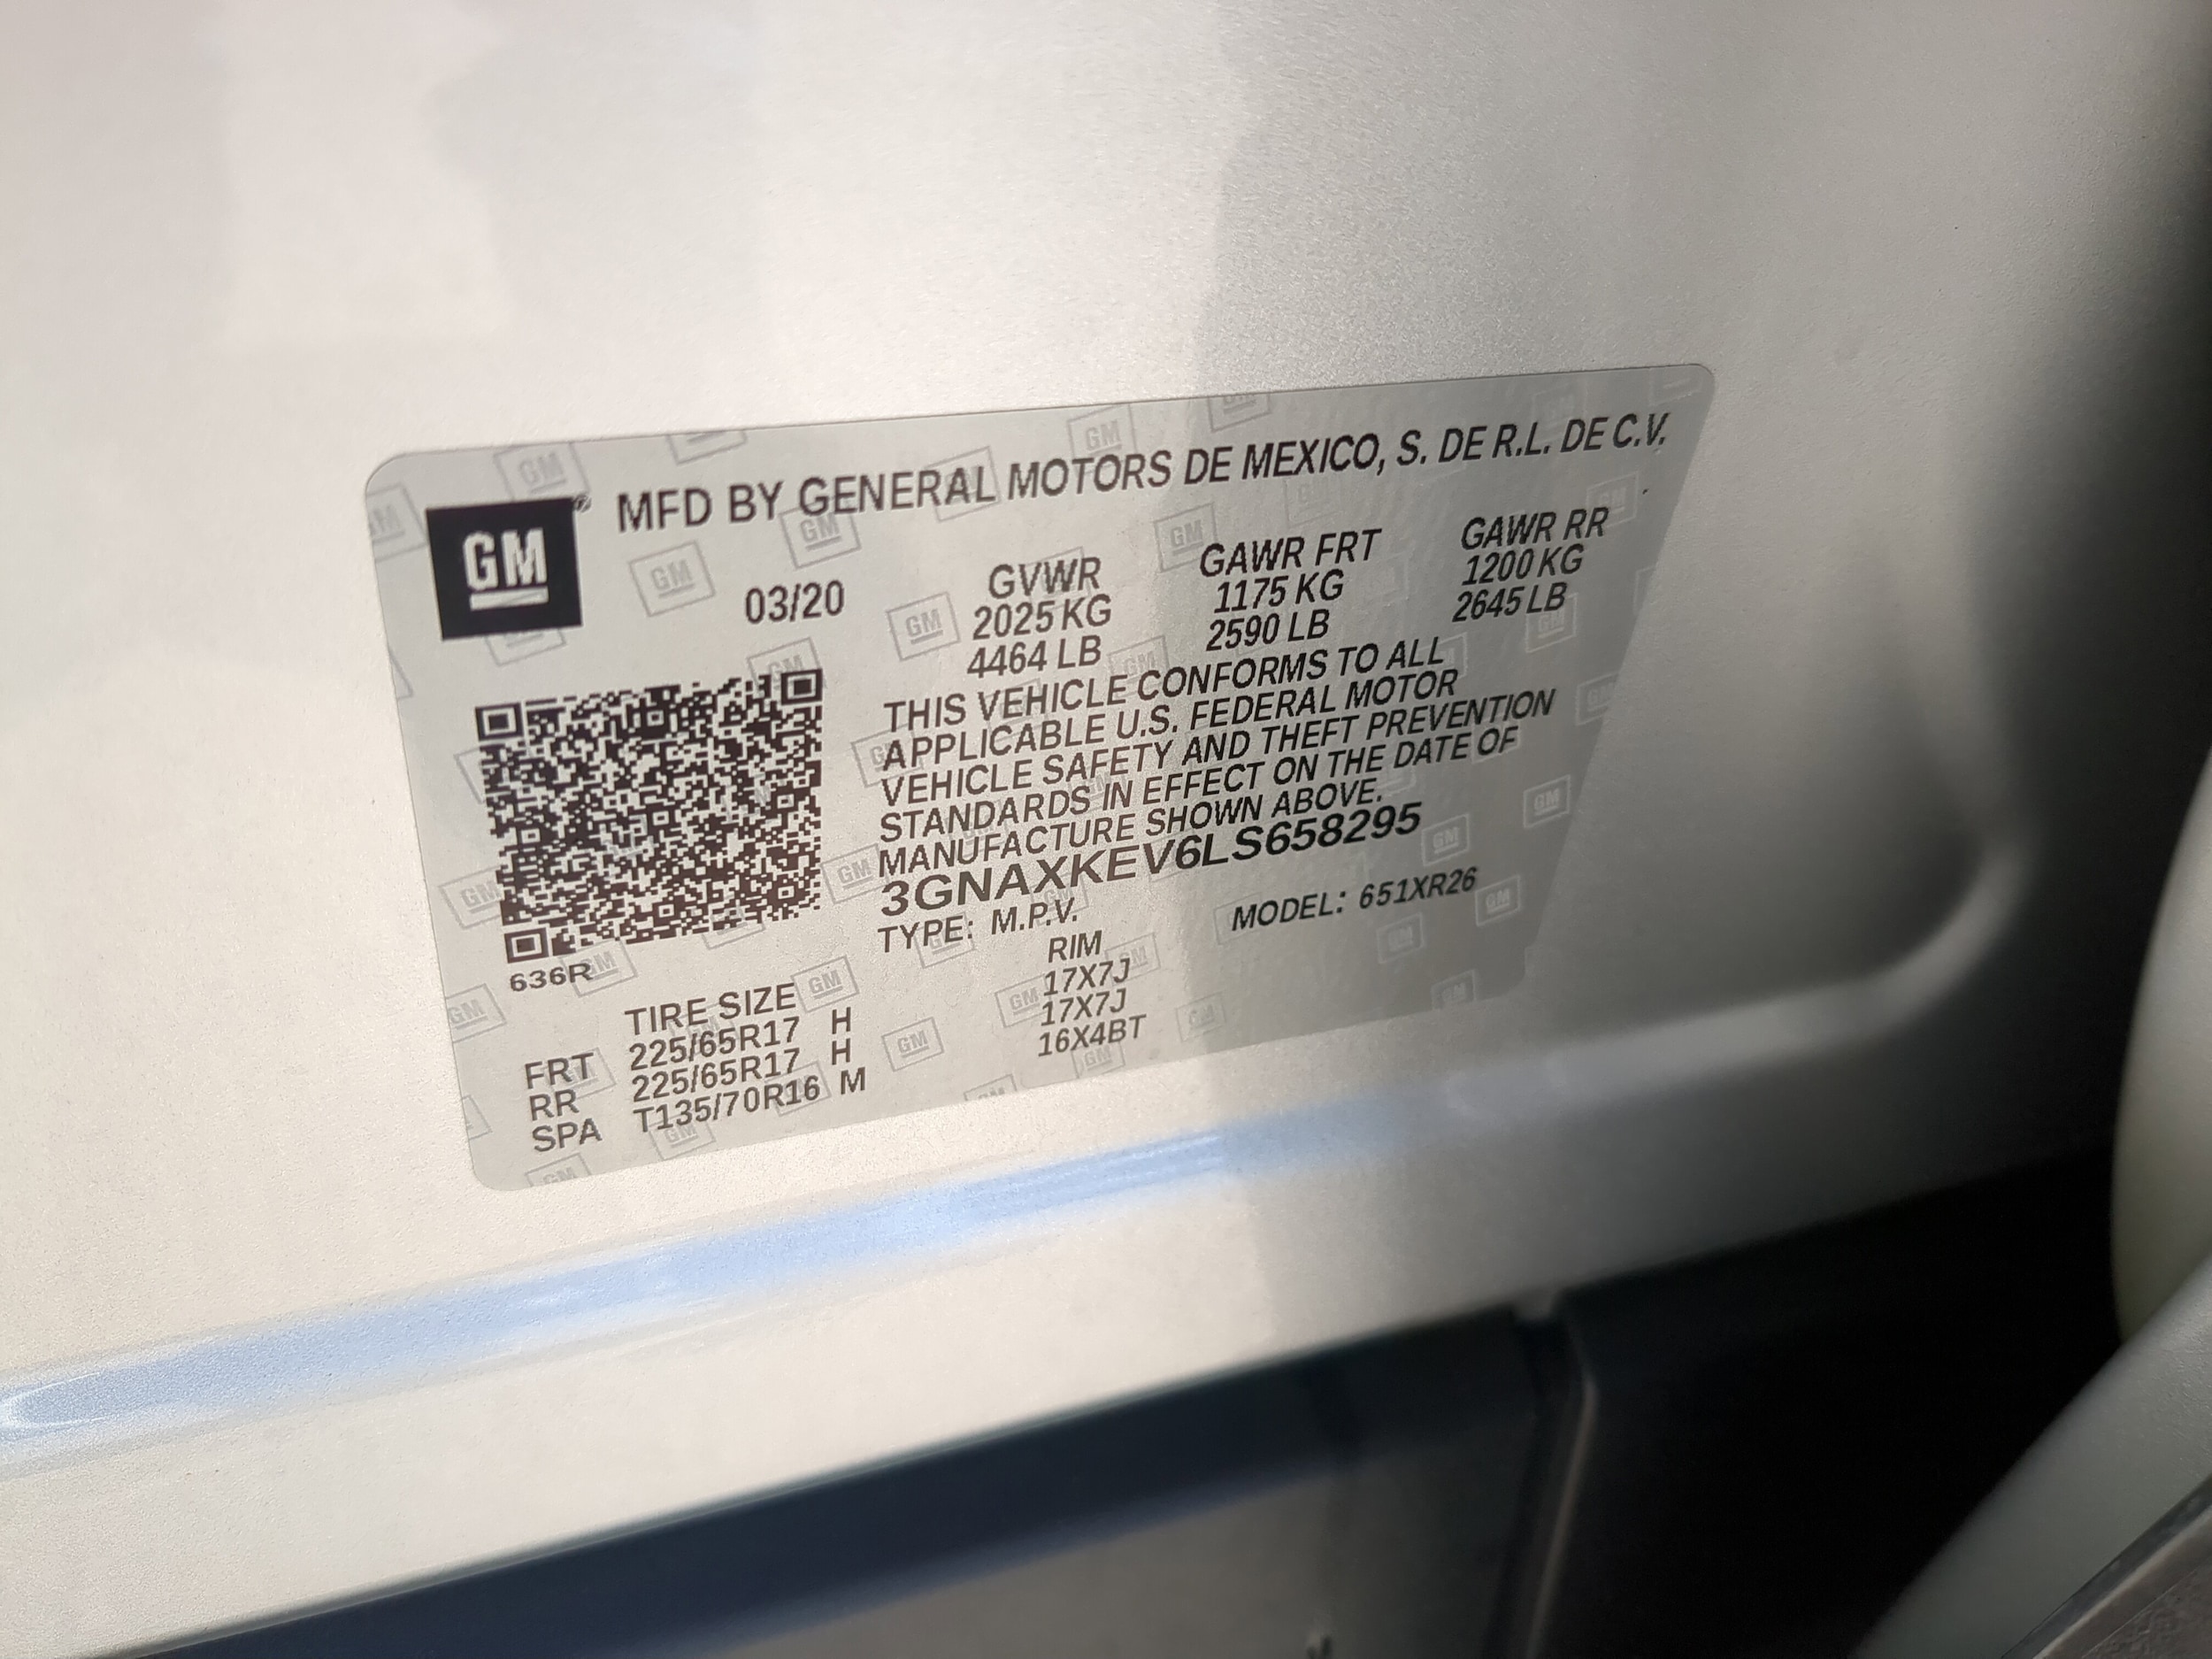 GM® MFD BY GENERAL MOTORS DE MEXICO, S. DE R.L. DE C.V.
03/20 GVWR GAWR FRT GAWR RR
2025 KG 1175 KG 1200 KG
4464 LB 2590 LB 2645 LB
THIS VEHICLE CONFORMS TO ALL
APPLICABLE U.S. FEDERAL MOTOR
VEHICLE SAFETY AND THEFT PREVENTION
STANDARDS IN EFFECT ON THE DATE OF
MANUFACTURE SHOWN ABOVE.
3GNAXKEV6LS658295
TYPE: M.P.V. MODEL: 651XR26
636R
TIRE SIZE RIM
FRT 225/65R17 H 17X7J
RR 225/65R17 H 17X7J
SPA T135/70R16 M 16X4BT